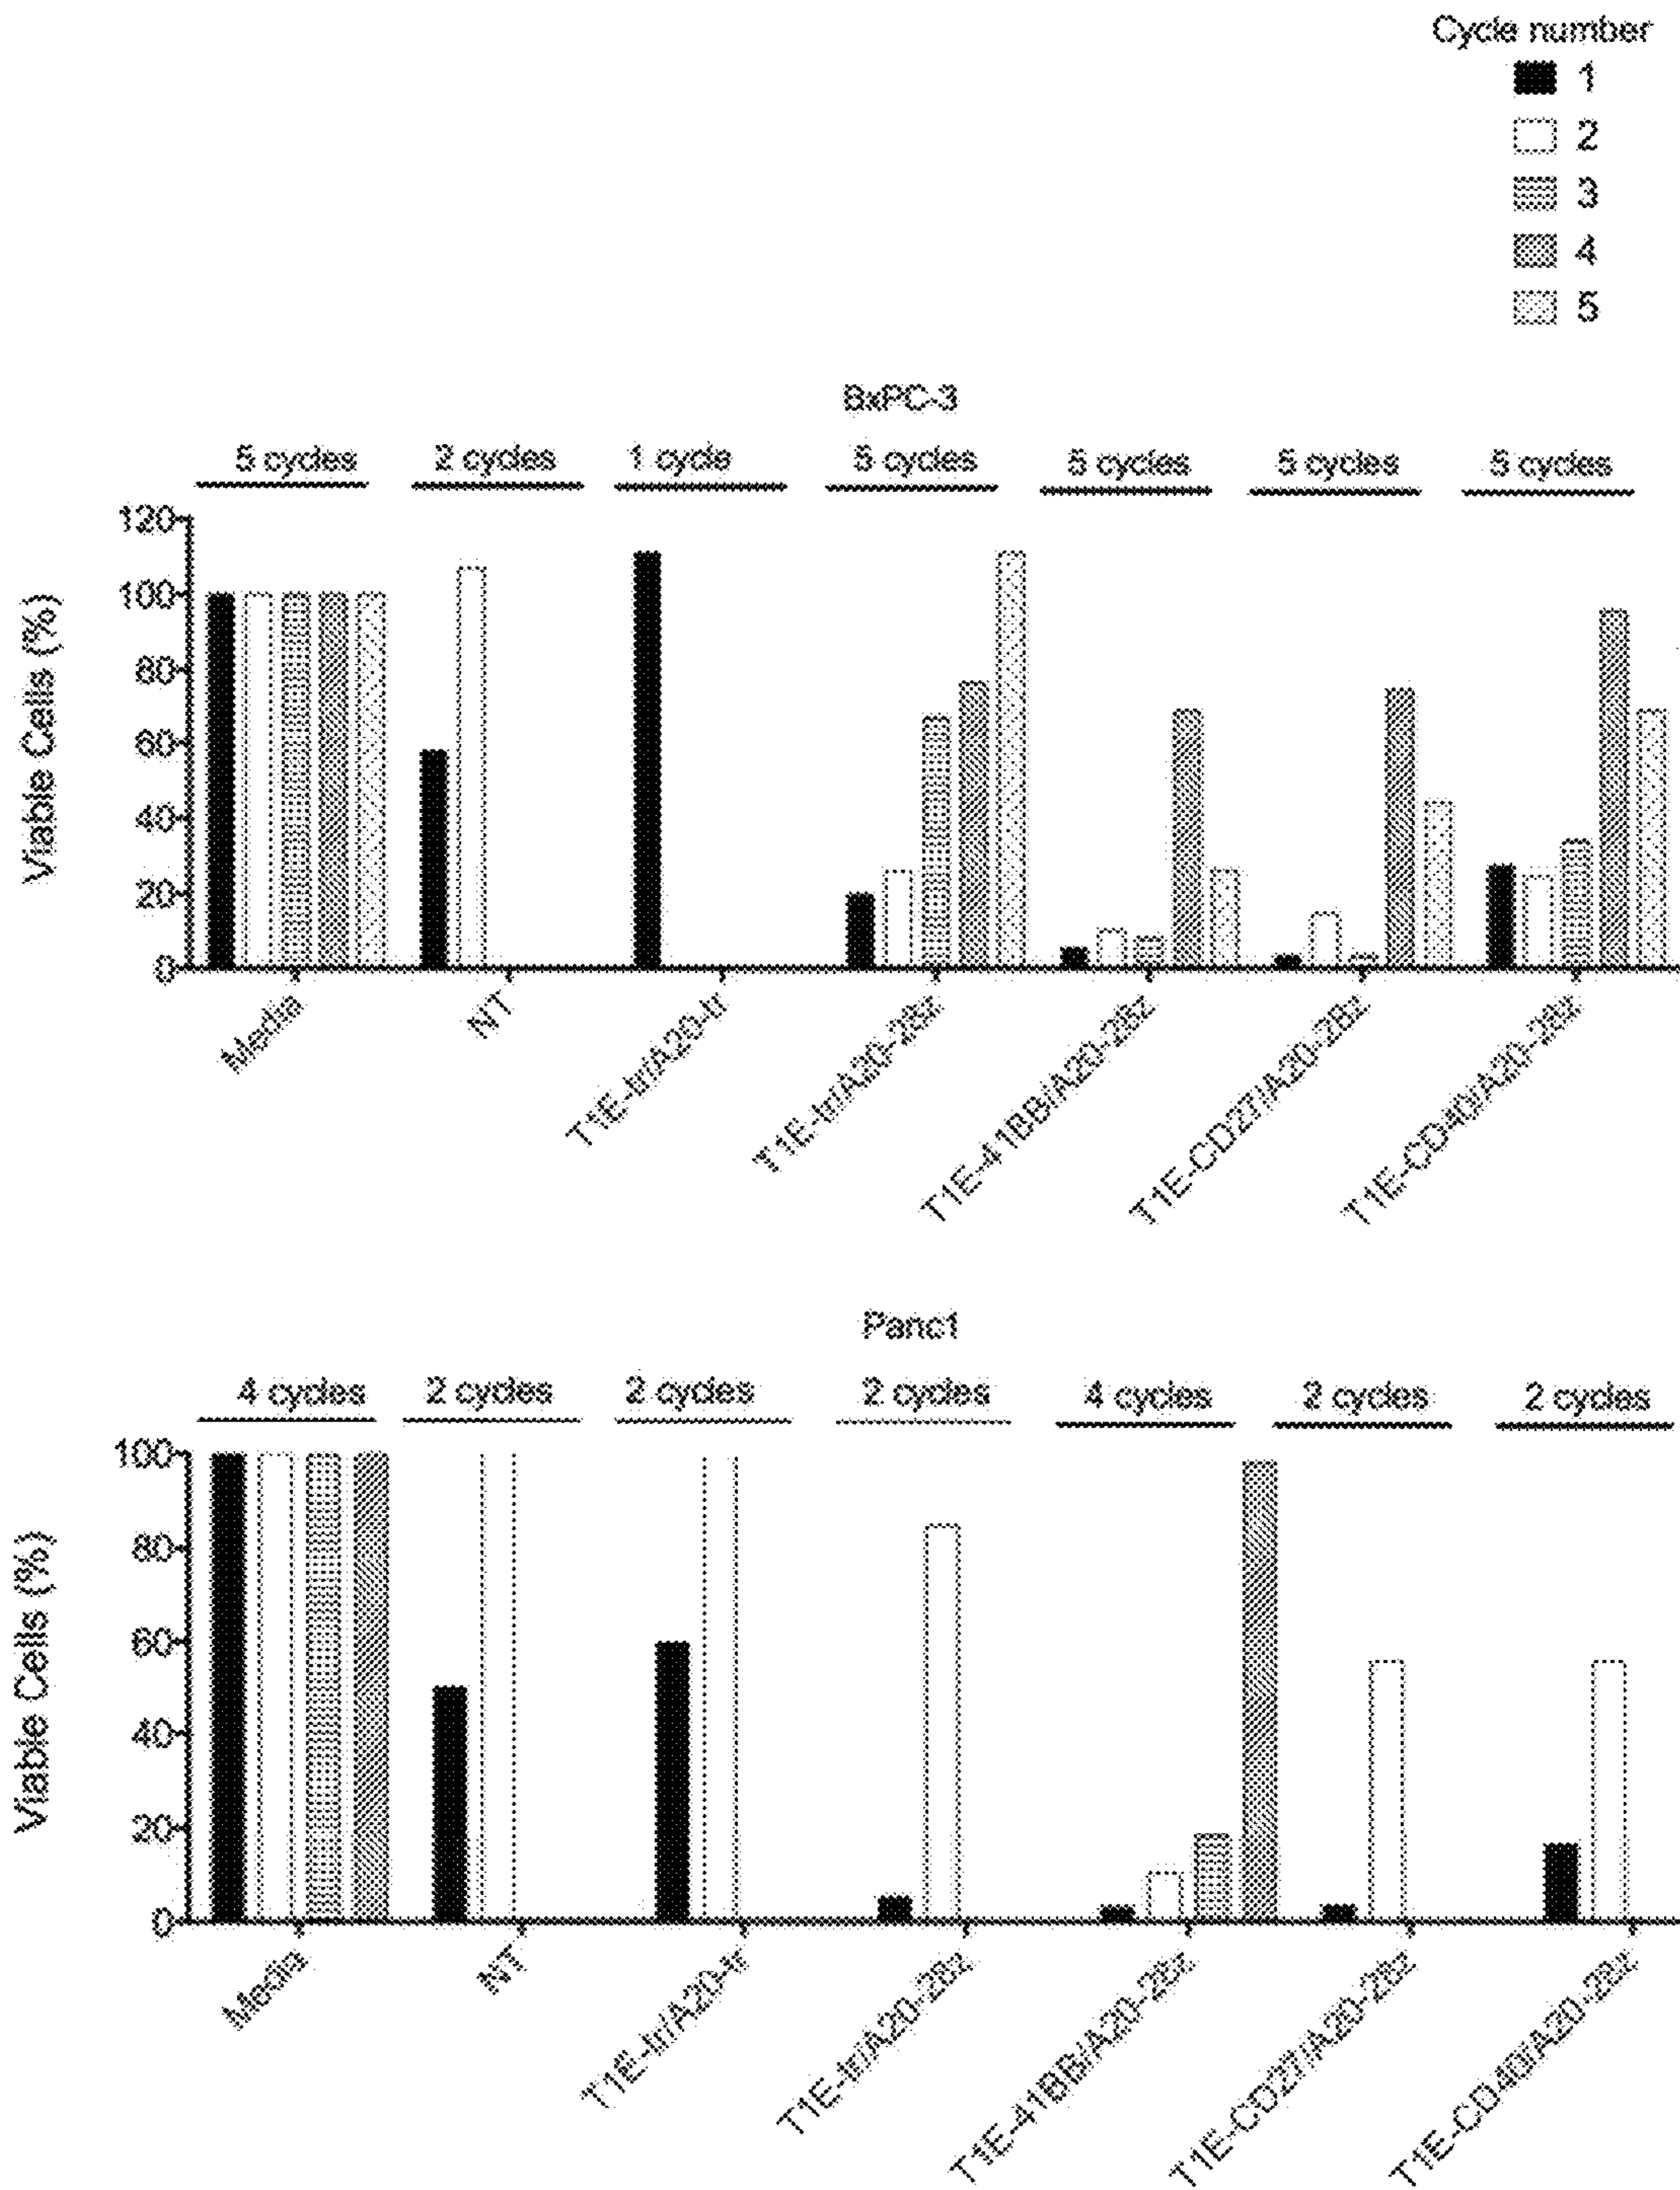 Cycle number
1
2
3
4
5
BxPC-3
5 cycles 2 cycles 1 cycle 5 cycles 5 cycles 5 cycles 5 cycles
120
100
80
60
40
20
0
Viable Cells (%)
Media NT T1E-tr/A20-tr T1E-tr/A20-28z T1E-41BB/A20-28z T1E-CD27/A20-28z T1E-CD40/A20-28z
Panc1
4 cycles 2 cycles 2 cycles 2 cycles 4 cycles 2 cycles 2 cycles
100
80
60
40
20
0
Viable Cells (%)
Media NT T1E-tr/A20-tr T1E-tr/A20-28z T1E-41BB/A20-28z T1E-CD27/A20-28z T1E-CD40/A20-28z